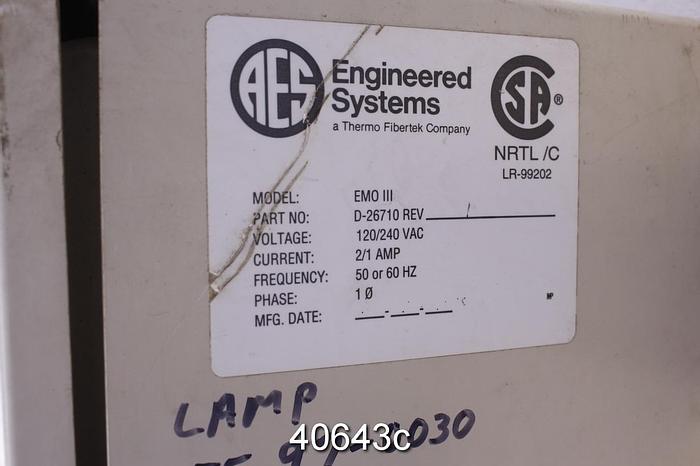 AES Engineered
Systems
a Thermo Fibertek Company
CSA ®
NRTL /C
LR-99202
MODEL: EMO III
PART NO: D-26710 REV
VOLTAGE: 120/240 VAC
CURRENT: 2/1 AMP
FREQUENCY: 50 or 60 HZ
PHASE: 1 Ø
MFG. DATE:
LAMP
40643c